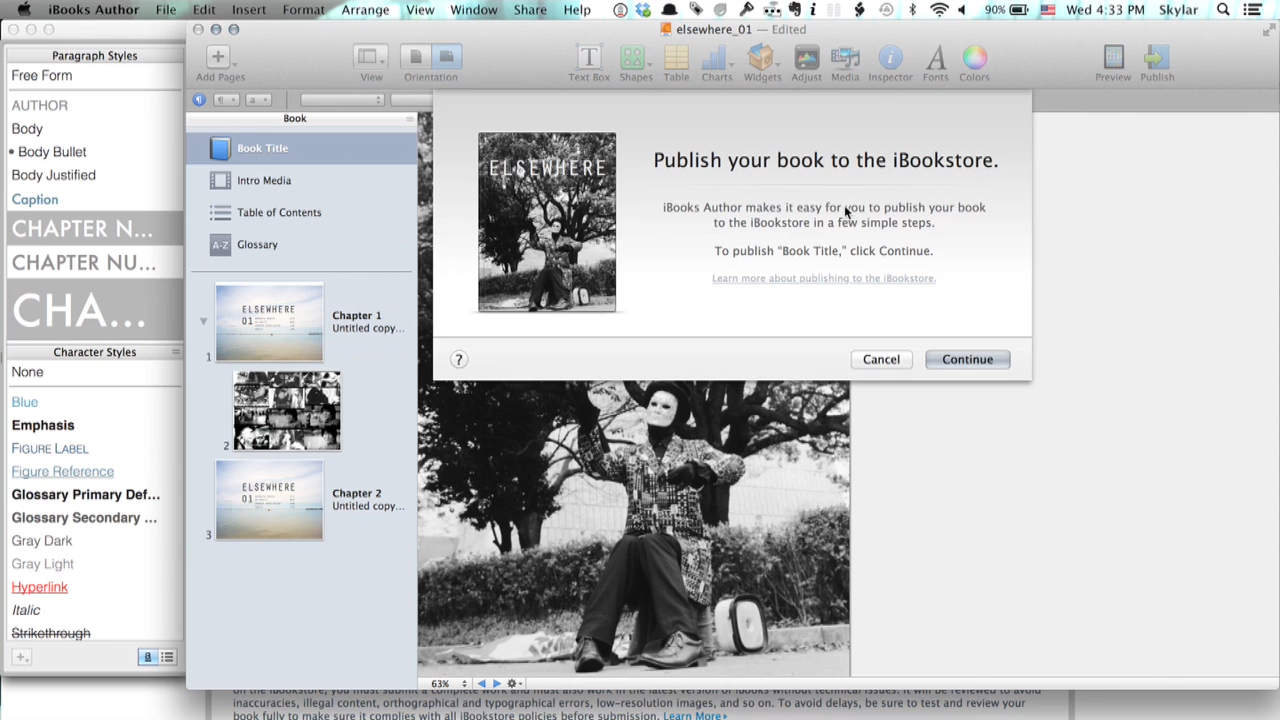 iBooks Author File Edit Insert Format Arrange View Window Share Help
90% Wed 4:33 PM Skylar
elsewhere_01 — Edited
Add Pages View Orientation Text Box Shapes Table Charts Widgets Adjust Media Inspector Fonts Colors Preview Publish
Paragraph Styles
Free Form
AUTHOR
Body
• Body Bullet
Body Justified
Caption
CHAPTER N...
CHAPTER NU...
CHA...
Character Styles
None
Blue
Emphasis
FIGURE LABEL
Figure Reference
Glossary Primary Def...
Glossary Secondary ...
Gray Dark
Gray Light
Hyperlink
Italic
Strikethrough
a
Book
Book Title
Intro Media
Table of Contents
A-Z Glossary
ELSEWHERE
01
Chapter 1
Untitled copy...
1
2
ELSEWHERE
01
Chapter 2
Untitled copy...
3
ELSEWHERE
Publish your book to the iBookstore.
iBooks Author makes it easy for you to publish your book
to the iBookstore in a few simple steps.
To publish “Book Title,” click Continue.
Learn more about publishing to the iBookstore.
?
Cancel Continue
63%
on the iBookstore, you must submit a complete work and must also work in the latest version of iBooks without technical issues. It will be reviewed to avoid
inaccuracies, illegal content, orthographical and typographical errors, low-resolution images, and so on. To avoid delays, be sure to test and review your
book fully to make sure it complies with all iBookstore policies before submission. Learn More